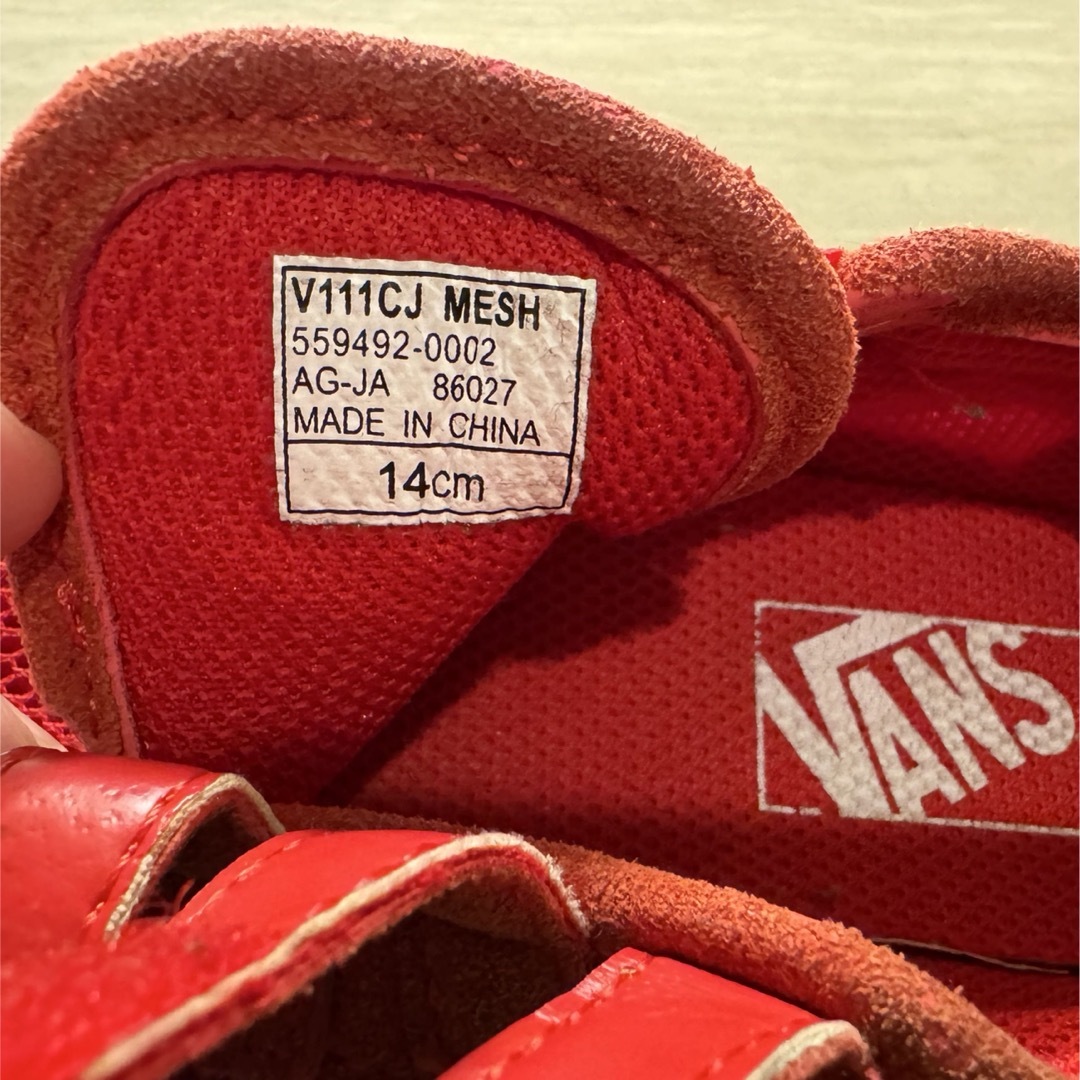 V111CJ MESH
559492-0002
AG-JA 86027
MADE IN CHINA
14cm
VANS